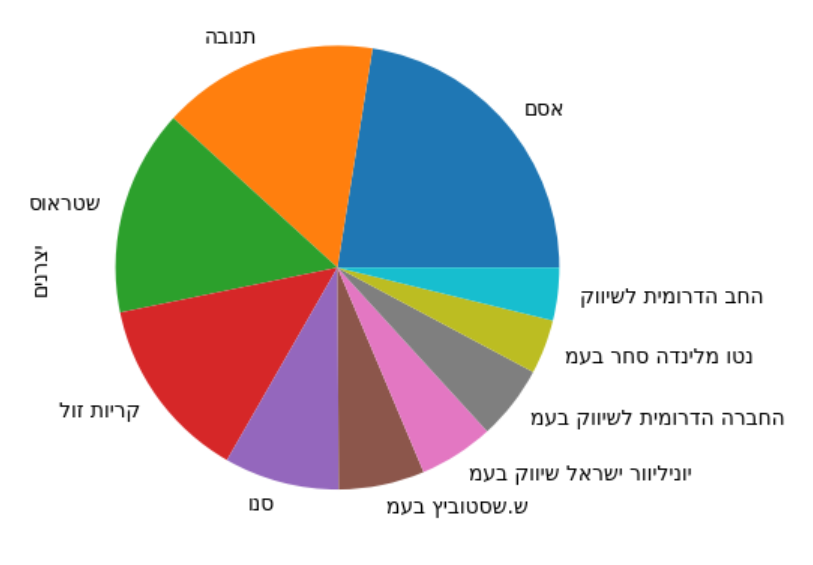 תנובה
אסם
שטראוס
יצרנים
החב הדרומית לשיווק
נטו מלינדה סחר בעמ
קריות זול
החברה הדרומית לשיווק בעמ
יוניליוור ישראל שיווק בעמ
סנו
ש.שסטוביץ בעמ